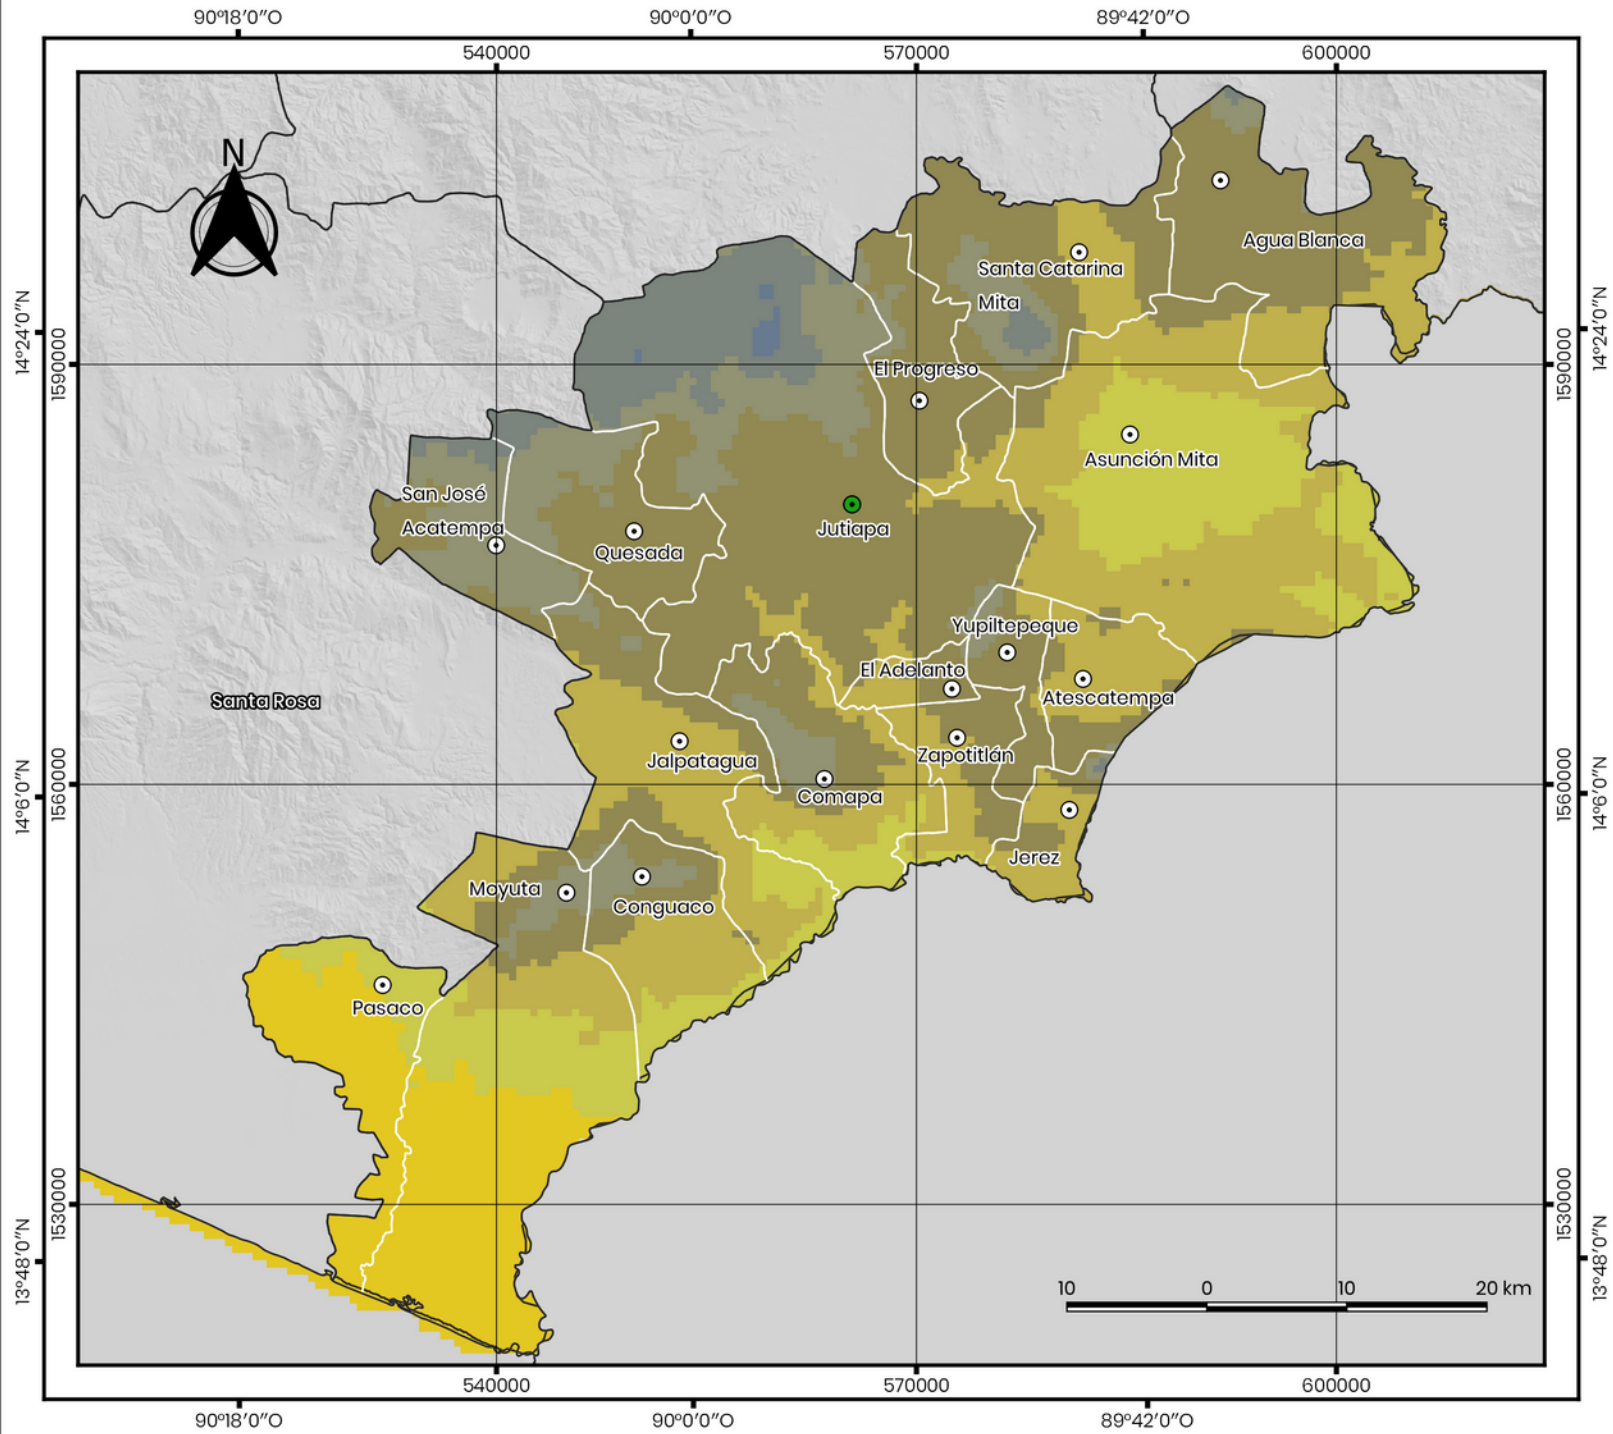 90°18'0"O 90°0'0"O 89°42'0"O
540000 570000 600000
N
Agua Blanca
Santa Catarina
Mita
14°24'0"N
1590000
1590000
14°24'0"N
El Progreso
Asunción Mita
San José
Acatempa
Quesada
Jutiapa
Yupiltepeque
El Adelanto
Atescatempa
Santa Rosa
Jalpatagua
Zapotitlán
Comapa
14°6'0"N
1560000
1560000
14°6'0"N
Jerez
Moyuta
Conguaco
Pasaco
13°48'0"N
1530000
1530000
13°48'0"N
10 0 10 20 km
540000 570000 600000
90°18'0"O 90°0'0"O 89°42'0"O